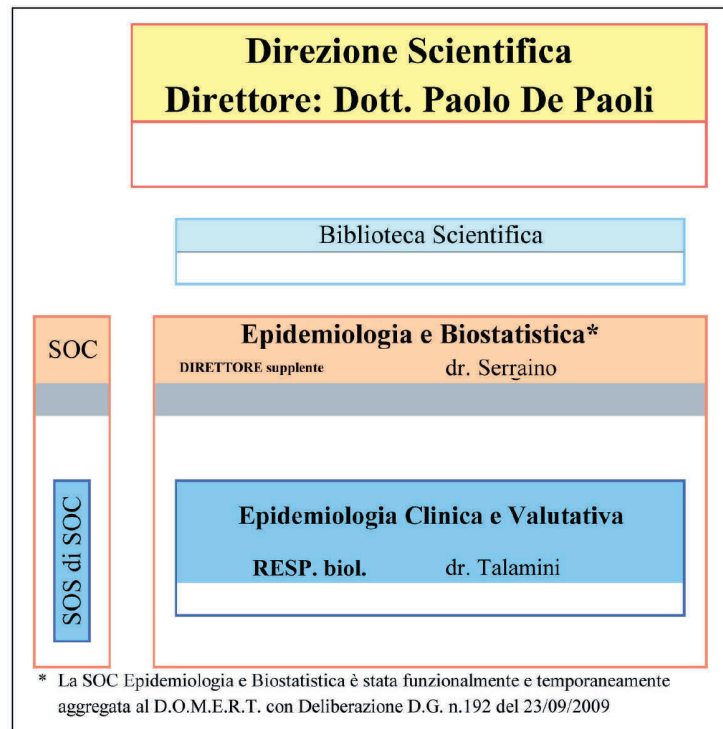 Direzione Scientifica
Direttore: Dott. Paolo De Paoli
Biblioteca Scientifica
SOC
Epidemiologia e Biostatistica*
DIRETTORE supplente dr. Serraino
SOS di SOC
Epidemiologia Clinica e Valutativa
RESP. biol. dr. Talamini
* La SOC Epidemiologia e Biostatistica è stata funzionalmente e temporaneamente
aggregata al D.O.M.E.R.T. con Deliberazione D.G. n.192 del 23/09/2009